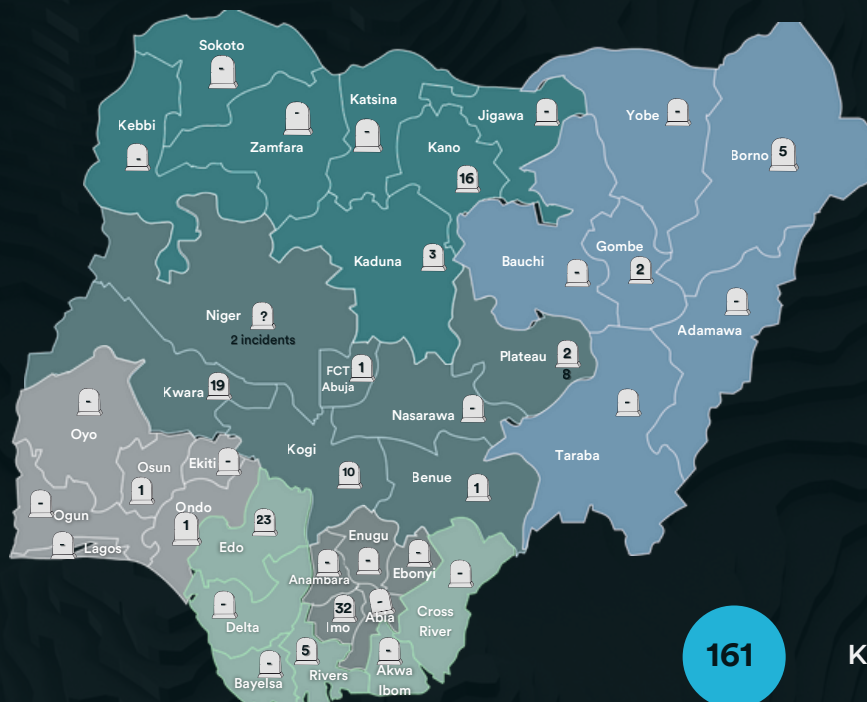 Sokoto
-
Katsina
-
Kebbi
-
Zamfara
-
Kano
16
Jigawa
-
Yobe
-
Borno
5
Kaduna
3
Bauchi
-
Gombe
2
Adamawa
-
Niger
?
2 incidents
FCT
Abuja
1
Plateau
2
8
Kwara
19
Nasarawa
-
Taraba
-
Oyo
-
Kogi
10
Benue
1
Osun
1
Ekiti
-
Ogun
-
Ondo
1
Lagos
-
Edo
23
Enugu
-
Anambara
-
Ebonyi
-
Cross
River
-
Delta
-
Imo
32
Abia
-
Bayelsa
-
Rivers
5
Akwa
Ibom
-
161
K